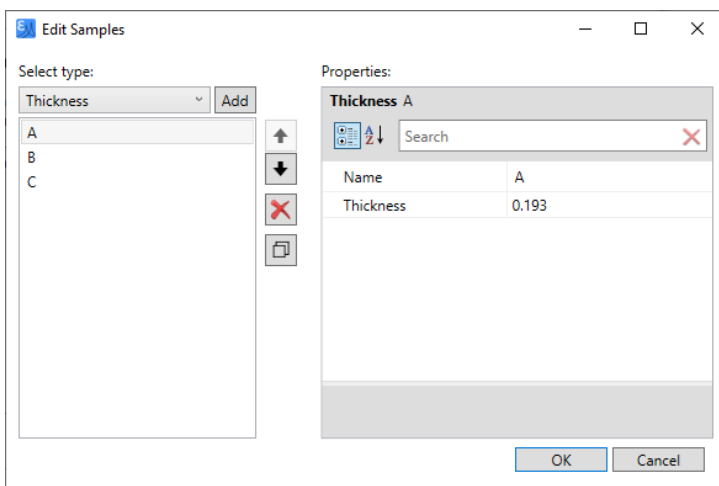 Edit Samples
Select type:
Thickness
Add
A
B
C
Properties:
Thickness A
Search
Name A
Thickness 0.193
OK Cancel